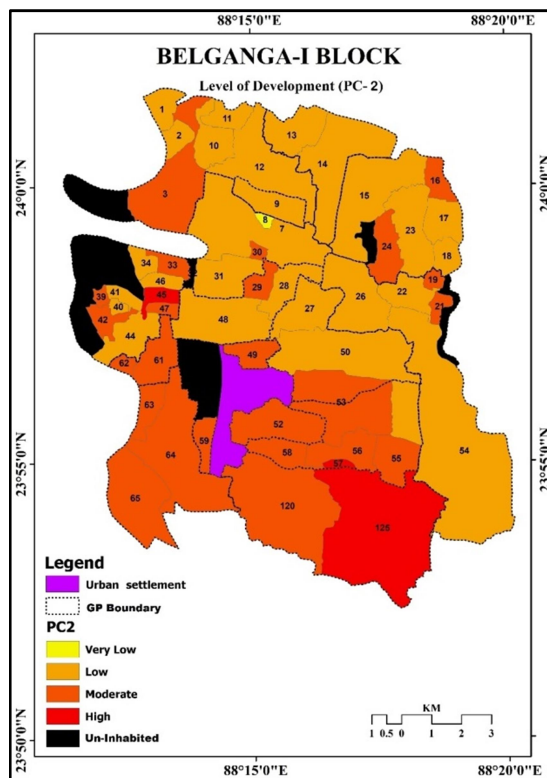 88°15'0"E 88°20'0"E
BELGANGA-I BLOCK
Level of Development (PC-2)
1
11
13
2
10
14
12
16
24°0'0"N
24°0'0"N
3
15
9
17
8
7
23
24
30
18
34
33
31
29
28
19
46
26
22
39
41
45
21
40
47
27
42
48
44
49
50
62
61
53
63
52
54
59
58
56
55
64
57
23°55'0"N
23°55'0"N
65
120
125
Legend
Urban settlement
GP Boundary
PC2
Very Low
Low
Moderate
High
Un-Inhabited
KM
1 0.5 0 1 2 3
23°50'0"N
23°50'0"N
88°15'0"E 88°20'0"E